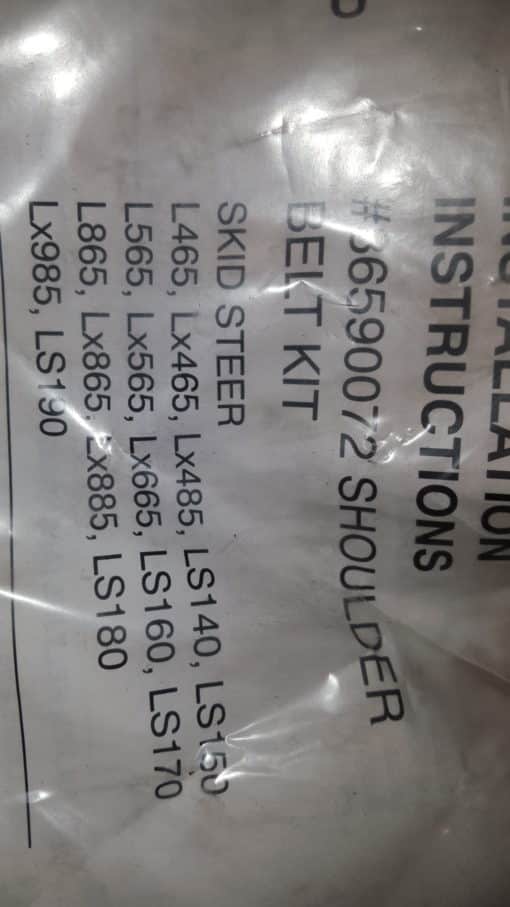 INSTALLATION
INSTRUCTIONS
#86590072 SHOULDER
BELT KIT
SKID STEER
L465, Lx465, Lx485, LS140, LS150
L565, Lx565, Lx665, LS160, LS170
L865, Lx865, Lx885, LS180
Lx985, LS190